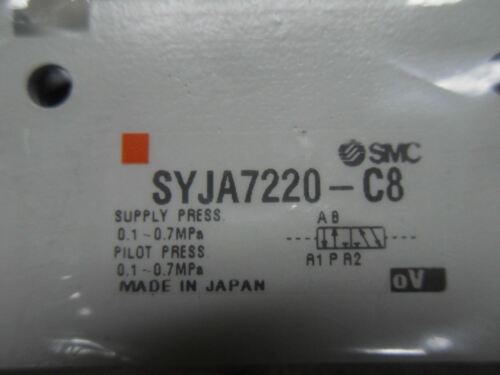 SMC
SYJA7220-C8
SUPPLY PRESS.
0.1~0.7MPa
PILOT PRESS.
0.1~0.7MPa
MADE IN JAPAN
A B
R1 P R2
oV